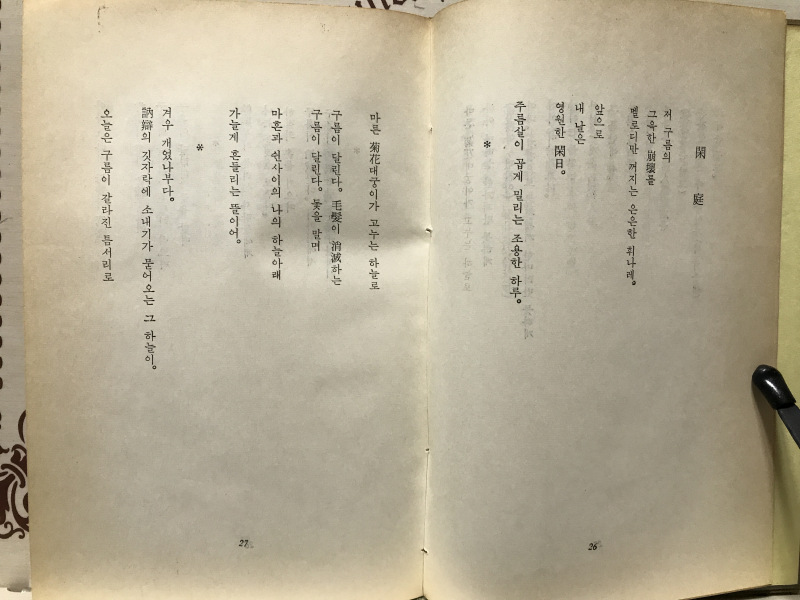 閑庭
저 구름의
그윽한 崩壞를
멜로디만 꺼지는 은은한 휘나레。
앞으로
내 날은
영원한 閑日。
주름살이 곱게 밀리는 조용한 하루。
*
26
마른 菊花대궁이가 고누는 하늘로
구름이 달린다。毛髮이 消滅하는
구름이 달린다。돛을 말며
마흔과 쉰사이의 나의 하늘아래
가늘게 흔들리는 뜰이여。
*
겨우 개였나부다。
訥辯의 깃자락에 소내기가 묻어오는 그 하늘이。
오늘은 구름이 갈라진 틈서리로
27